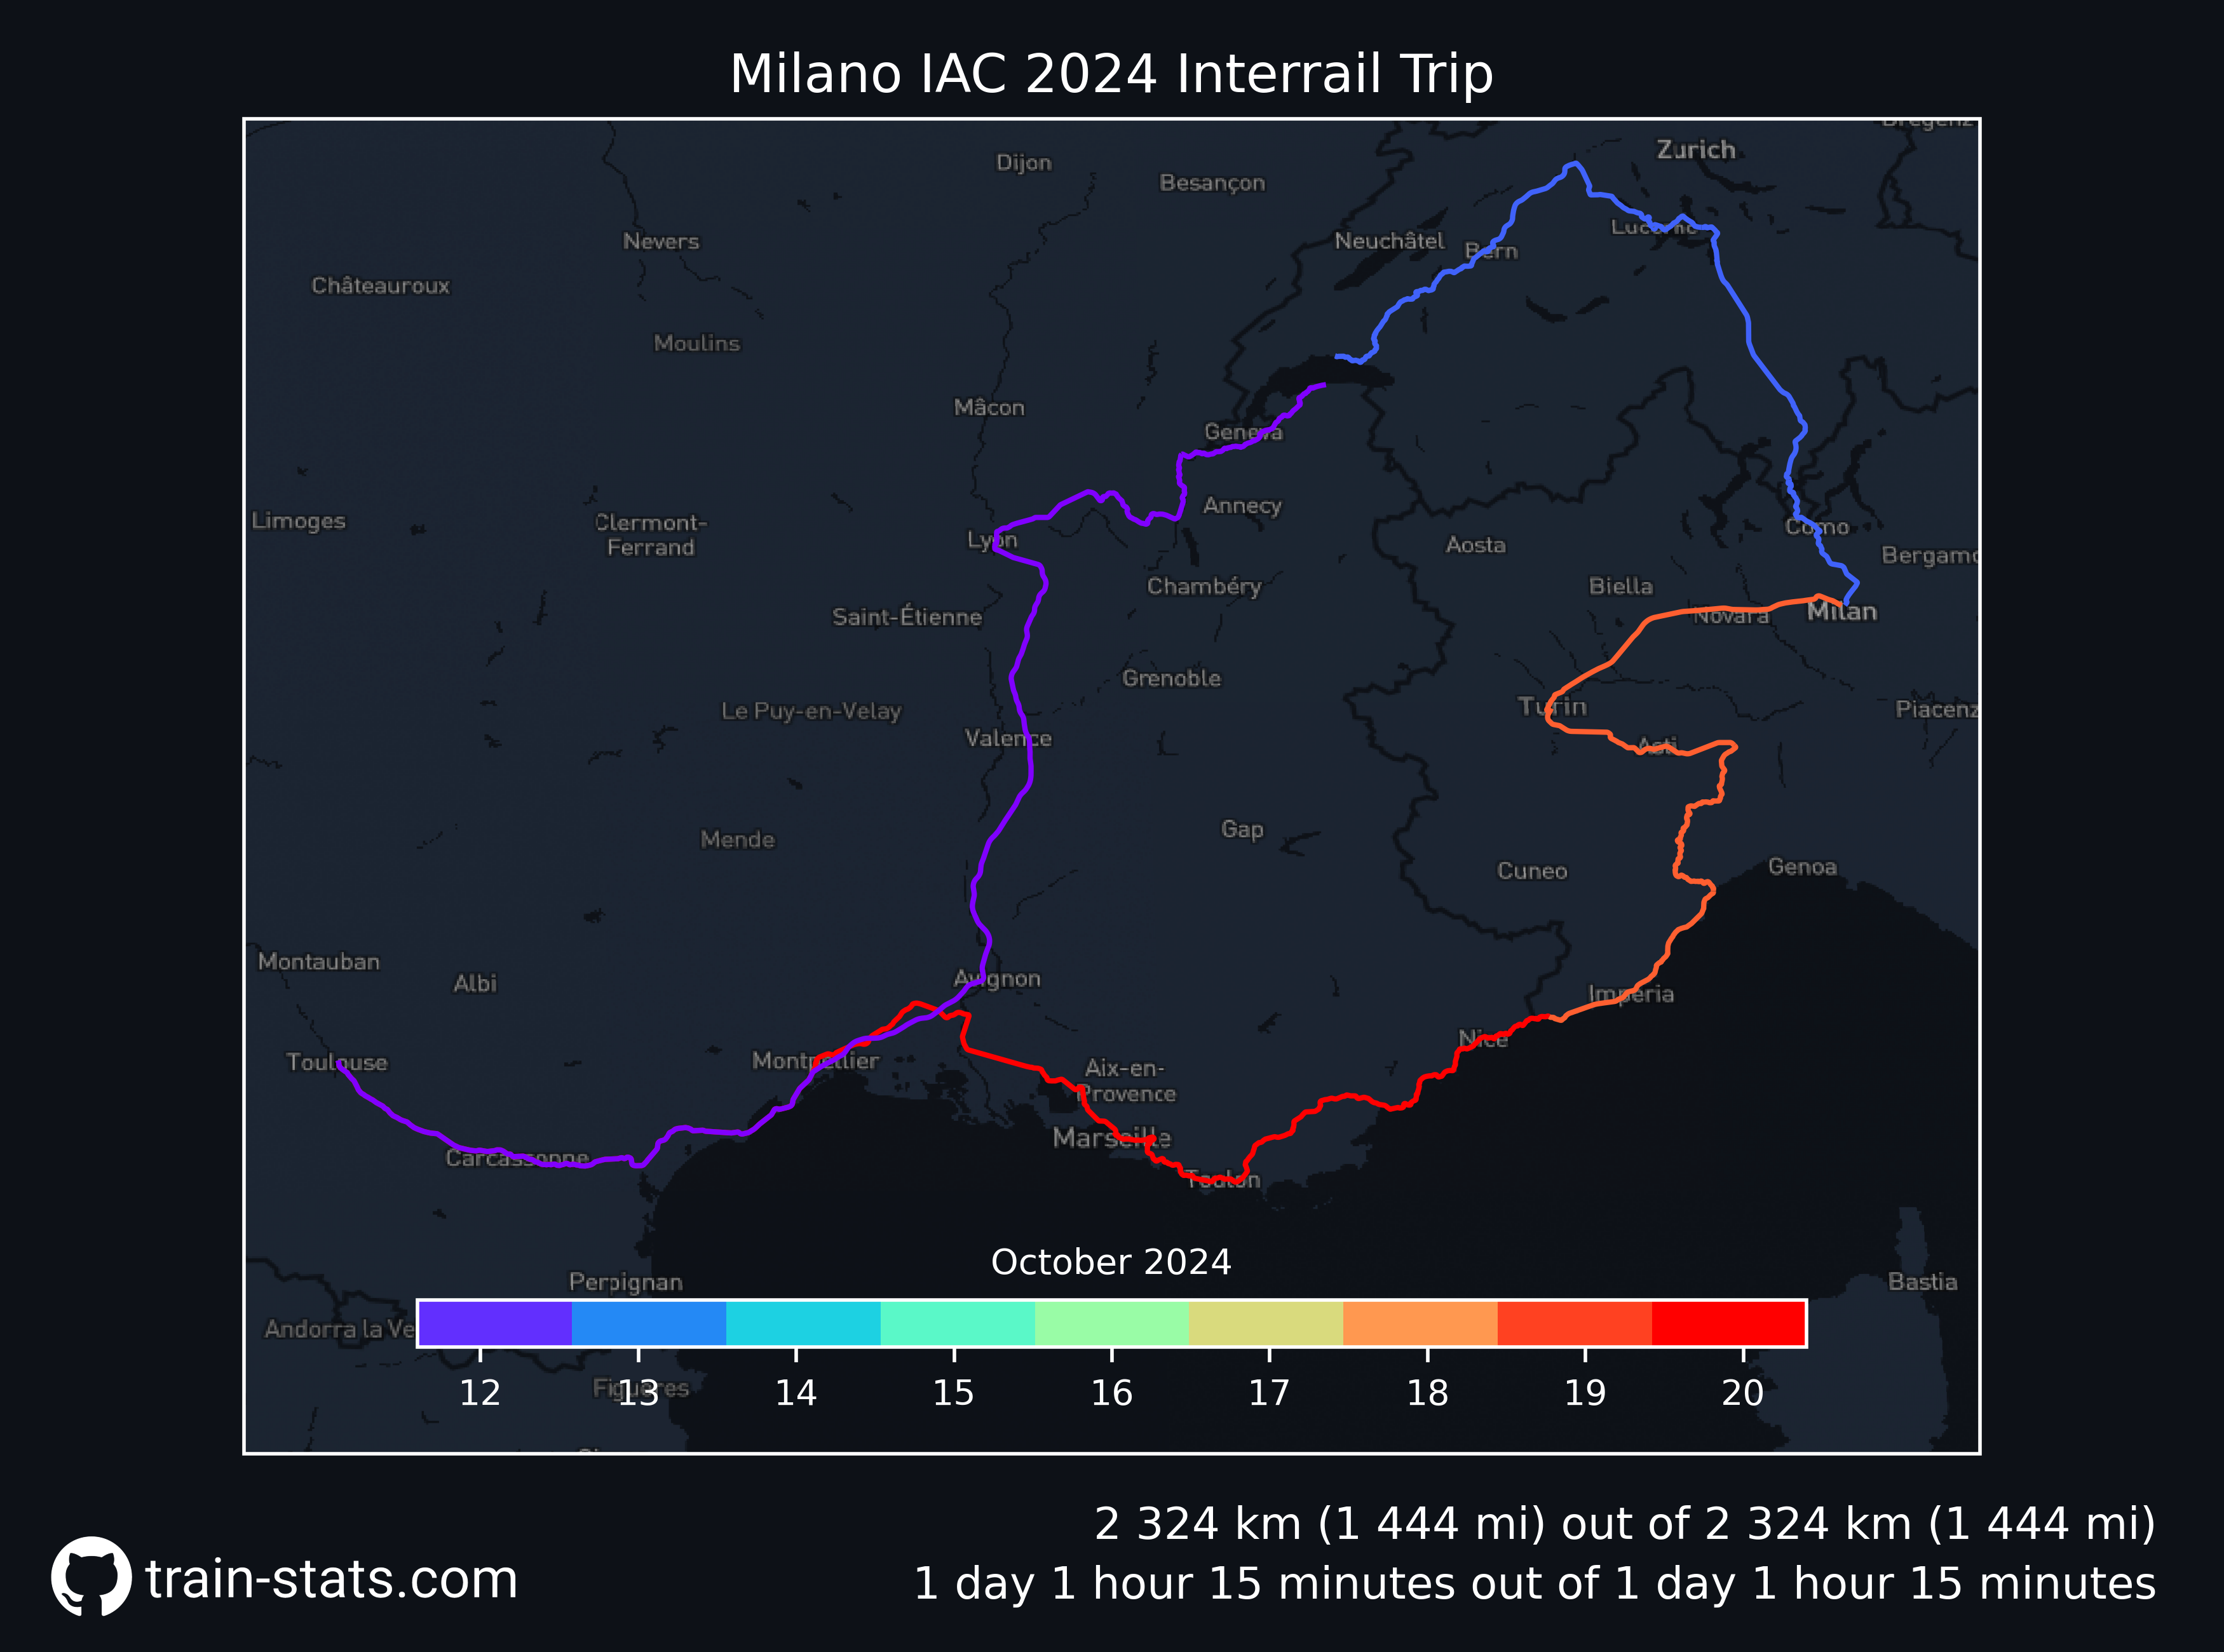 Milano IAC 2024 Interrail Trip
Zurich
Dijon
Besançon
Nevers
Neuchâtel
Bern
Lucerne
Châteauroux
Moulins
Mâcon
Geneva
Limoges
Clermont-
Ferrand
Annecy
Lyon
Aosta
Como
Bergamo
Chambéry
Biella
Saint-Étienne
Novara
Milan
Grenoble
Le Puy-en-Velay
Turin
Piacenz
Valence
Asti
Mende
Gap
Cuneo
Genoa
Montauban
Albi
Avignon
Imperia
Nice
Toulouse
Montpellier
Aix-en-
Provence
Marseille
Carcassonne
Toulon
October 2024
Perpignan
Bastia
Andorra la Ve
Figueres
12 13 14 15 16 17 18 19 20
2 324 km (1 444 mi) out of 2 324 km (1 444 mi)
train-stats.com
1 day 1 hour 15 minutes out of 1 day 1 hour 15 minutes